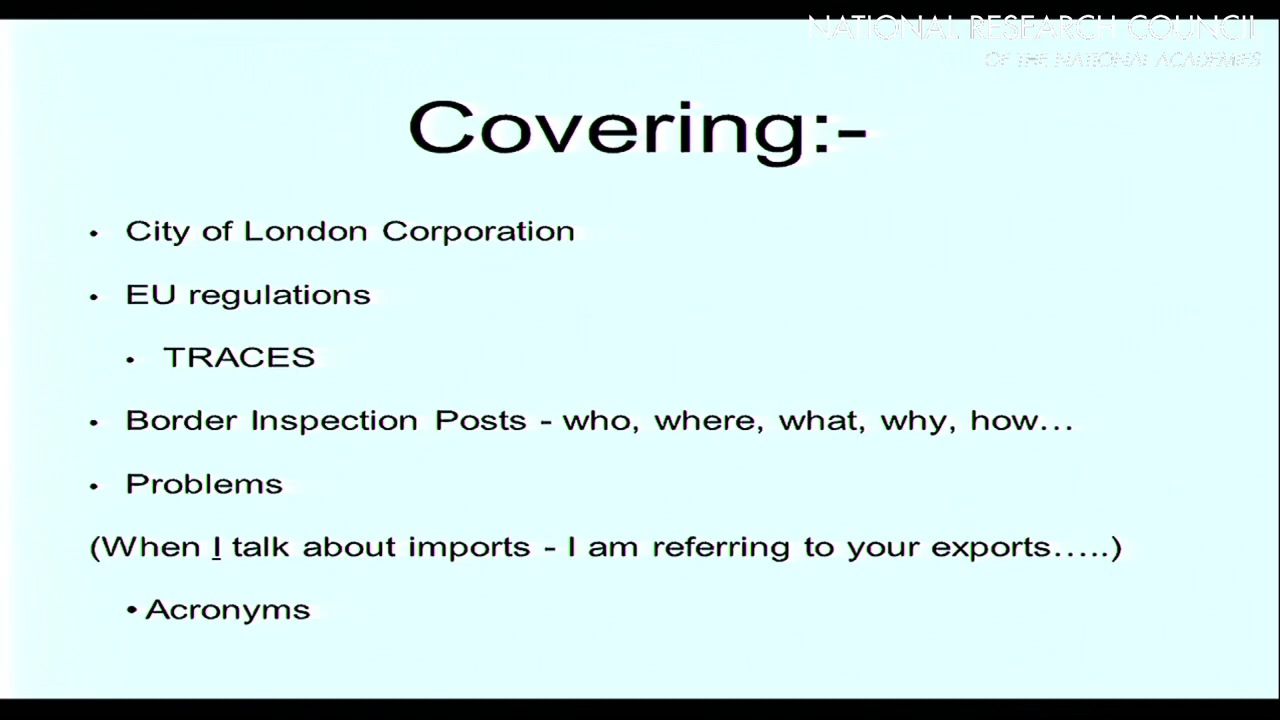 NATIONAL RESEARCH COUNCIL
OF THE NATIONAL ACADEMIES
Covering:-
• City of London Corporation
• EU regulations
• TRACES
• Border Inspection Posts - who, where, what, why, how…
• Problems
(When I talk about imports - I am referring to your exports…..)
• Acronyms